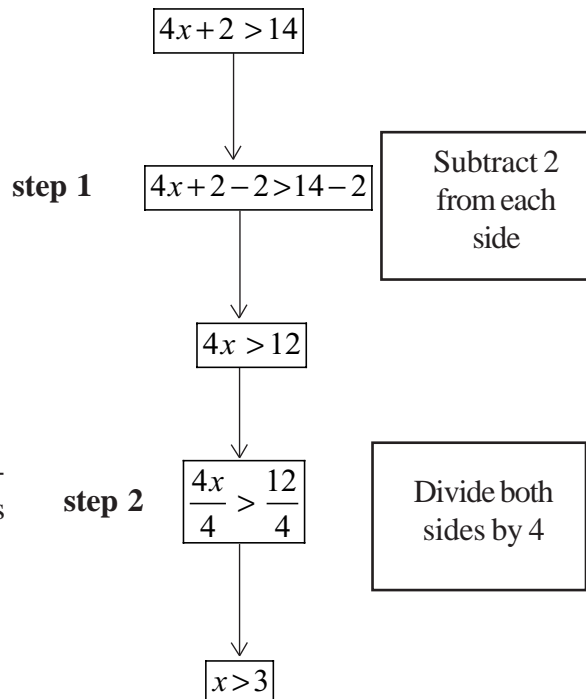 4x+2>14
step 1
4x+2−2>14−2
Subtract 2
from each
side
4x>12
s
step 2
4x/4 > 12/4
Divide both
sides by 4
x>3